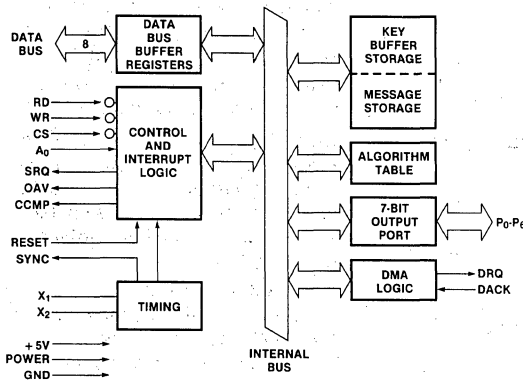 DATA
BUS
8
DATA
BUS
BUFFER
REGISTERS
RD
WR
CS
A0
SRQ
OAV
CCMP
CONTROL
AND
INTERRUPT
LOGIC
RESET
SYNC
X1
X2
TIMING
+5V
POWER
GND
INTERNAL
BUS
KEY
BUFFER
STORAGE
MESSAGE
STORAGE
ALGORITHM
TABLE
7-BIT
OUTPUT
PORT
P0-P6
DMA
LOGIC
DRQ
DACK